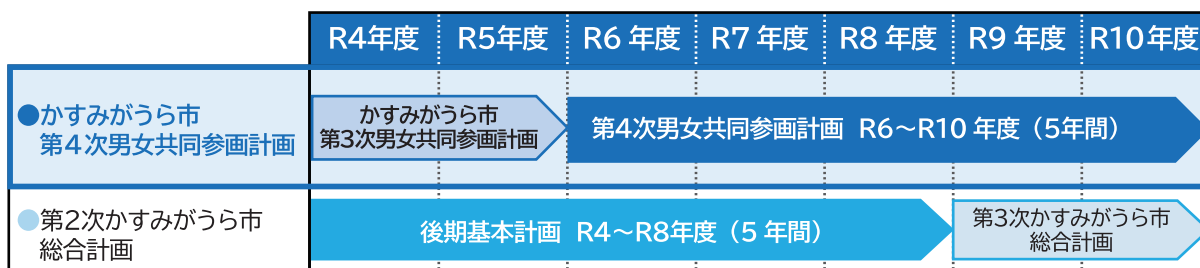 R4年度 R5年度 R6 年度 R7 年度 R8 年度 R9 年度 R10年度
●かすみがうら市
第4次男女共同参画計画
かすみがうら市
第3次男女共同参画計画
第4次男女共同参画計画 R6～R10 年度（5年間）
●第2次かすみがうら市
総合計画
後期基本計画 R4～R8年度（5 年間）
第3次かすみがうら市
総合計画